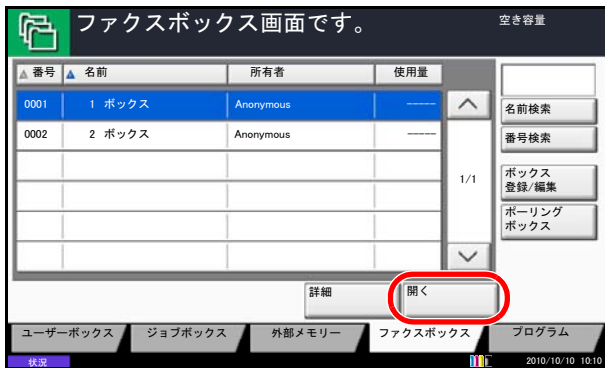 ファクスボックス画面です。 空き容量
番号 名前 所有者 使用量
0001 1 ボックス Anonymous -----
0002 2 ボックス Anonymous -----
1/1
名前検索
番号検索
ボックス
登録/編集
ポーリング
ボックス
詳細 開く
ユーザーボックス ジョブボックス 外部メモリー ファクスボックス プログラム
状況 2010/10/10 10:10